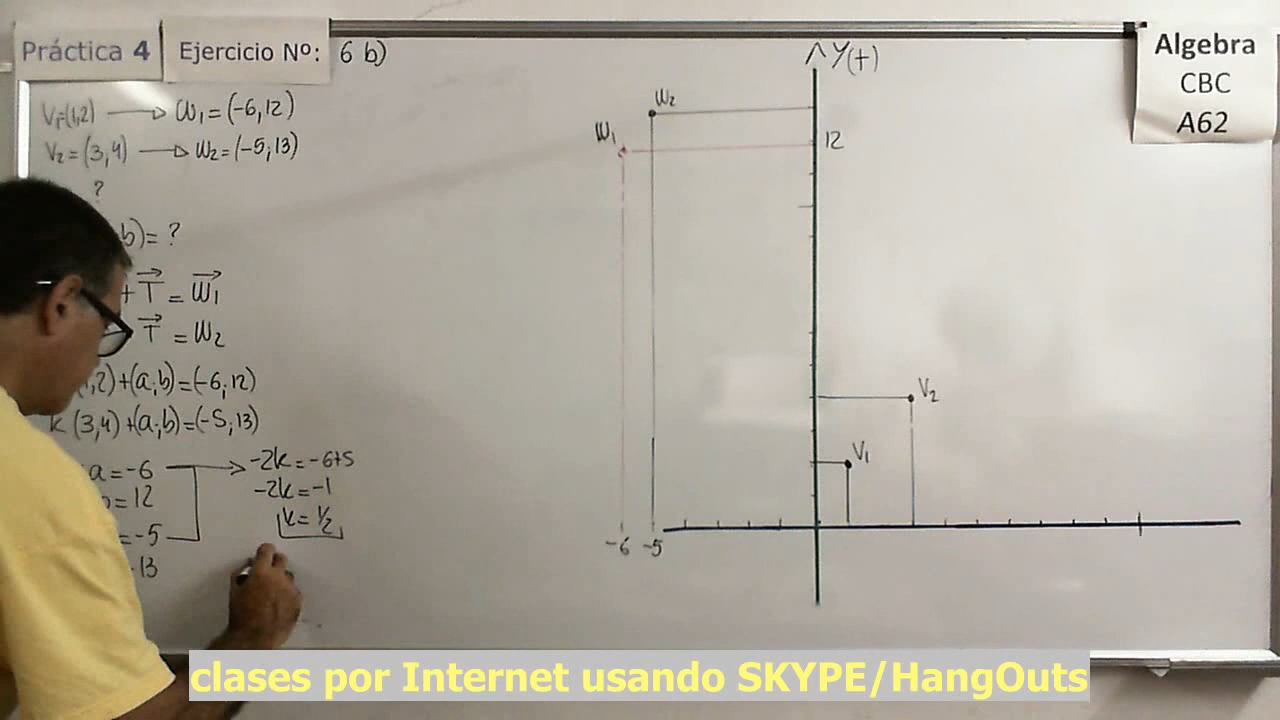 Práctica 4
Ejercicio Nº: 6 b)
Algebra
CBC
A62
V₁=(1,2) → W₁=(-6,12)
V₂=(3,4) → W₂=(-5,13)
?
b)= ?
+ T = W₁
T = W₂
,2)+(a;b)=(-6,12)
k(3,4)+(a;b)=(-5,13)
a=-6 → -2k=-6+5
=12 -2k=-1
=-5 k=1/2
13
Y(+)
W₂
W₁
12
V₂
V₁
-6 -5
clases por Internet usando SKYPE/HangOuts